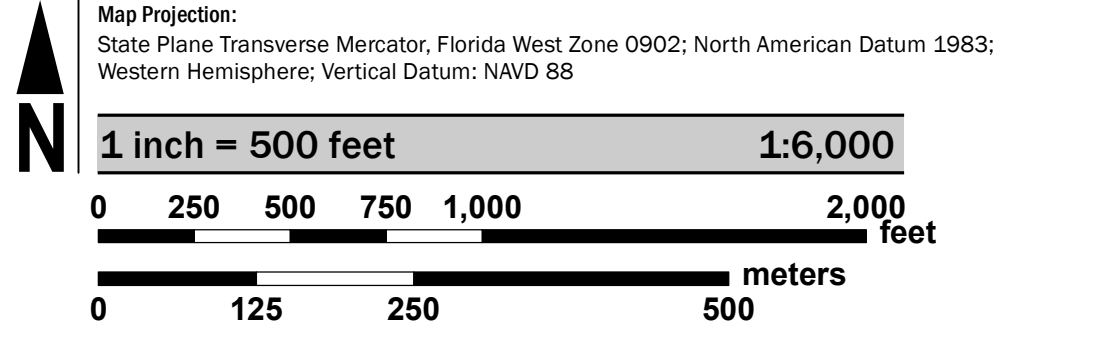 Map Projection:
State Plane Transverse Mercator, Florida West Zone 0902; North American Datum 1983;
Western Hemisphere; Vertical Datum: NAVD 88
N
1 inch = 500 feet 1:6,000
0 250 500 750 1,000 2,000
feet
meters
0 125 250 500